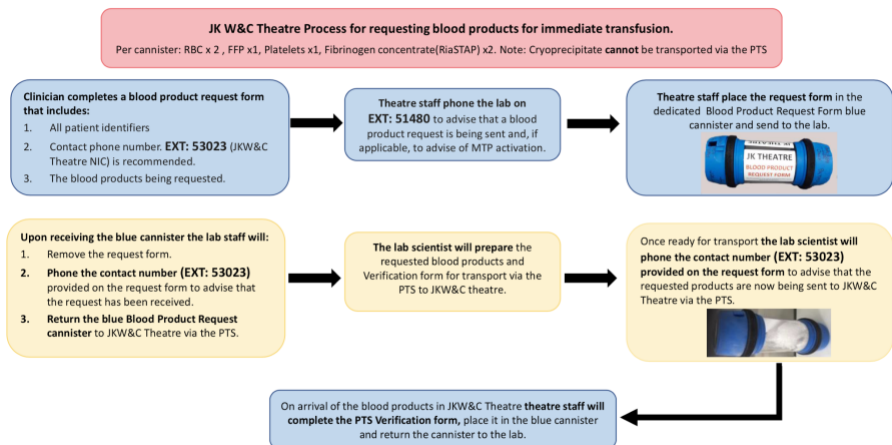 JK W&C Theatre Process for requesting blood products for immediate transfusion.
Per cannister: RBC x 2 , FFP x1, Platelets x1, Fibrinogen concentrate(RiaSTAP) x2. Note: Cryoprecipitate cannot be transported via the PTS
Clinician completes a blood product request form
that includes:
1. All patient identifiers
2. Contact phone number. EXT: 53023 (JKW&C
Theatre NIC) is recommended.
3. The blood products being requested.
Theatre staff phone the lab on
EXT: 51480 to advise that a blood
product request is being sent and, if
applicable, to advise of MTP activation.
Theatre staff place the request form in the
dedicated Blood Product Request Form blue
cannister and send to the lab.
JK THEATRE
BLOOD PRODUCT
REQUEST FORM
Upon receiving the blue cannister the lab staff will:
1. Remove the request form.
2. Phone the contact number (EXT: 53023)
provided on the request form to advise that
the request has been received.
3. Return the blue Blood Product Request
cannister to JKW&C Theatre via the PTS.
The lab scientist will prepare the
requested blood products and
Verification form for transport via the
PTS to JKW&C theatre.
Once ready for transport the lab scientist will
phone the contact number (EXT: 53023)
provided on the request form to advise that the
requested products are now being sent to JKW&C
Theatre via the PTS.
On arrival of the blood products in JKW&C Theatre theatre staff will
complete the PTS Verification form, place it in the blue cannister
and return the cannister to the lab.